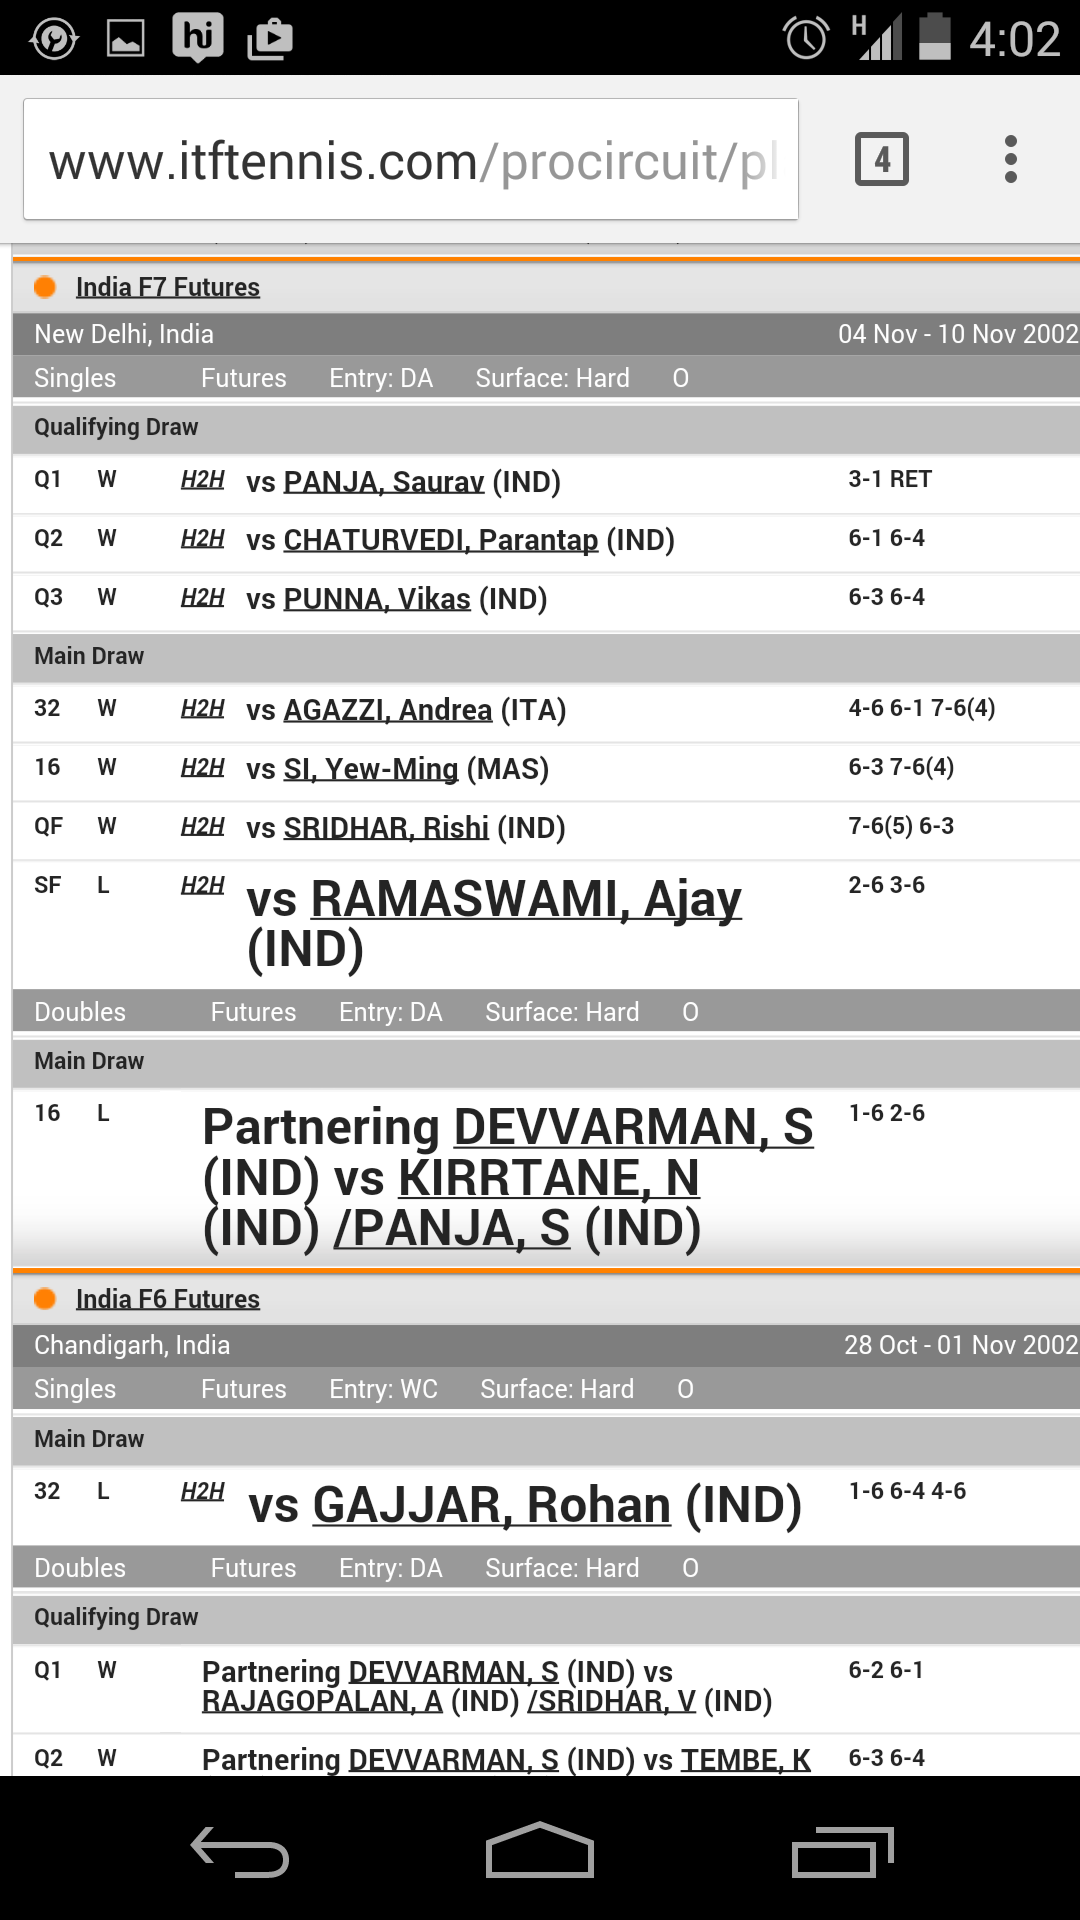 hi
H 4:02
www.itftennis.com/procircuit/pl
4
India F7 Futures
New Delhi, India 04 Nov - 10 Nov 2002
Singles Futures Entry: DA Surface: Hard O
Qualifying Draw
Q1 W H2H vs PANJA, Saurav (IND) 3-1 RET
Q2 W H2H vs CHATURVEDI, Parantap (IND) 6-1 6-4
Q3 W H2H vs PUNNA, Vikas (IND) 6-3 6-4
Main Draw
32 W H2H vs AGAZZI, Andrea (ITA) 4-6 6-1 7-6(4)
16 W H2H vs SI, Yew-Ming (MAS) 6-3 7-6(4)
QF W H2H vs SRIDHAR, Rishi (IND) 7-6(5) 6-3
SF L H2H vs RAMASWAMI, Ajay 2-6 3-6
(IND)
Doubles Futures Entry: DA Surface: Hard O
Main Draw
16 L Partnering DEVVARMAN, S 1-6 2-6
(IND) vs KIRRTANE, N
(IND) /PANJA, S (IND)
India F6 Futures
Chandigarh, India 28 Oct - 01 Nov 2002
Singles Futures Entry: WC Surface: Hard O
Main Draw
32 L H2H vs GAJJAR, Rohan (IND) 1-6 6-4 4-6
Doubles Futures Entry: DA Surface: Hard O
Qualifying Draw
Q1 W Partnering DEVVARMAN, S (IND) vs 6-2 6-1
RAJAGOPALAN, A (IND) /SRIDHAR, V (IND)
Q2 W Partnering DEVVARMAN, S (IND) vs TEMBE, K 6-3 6-4